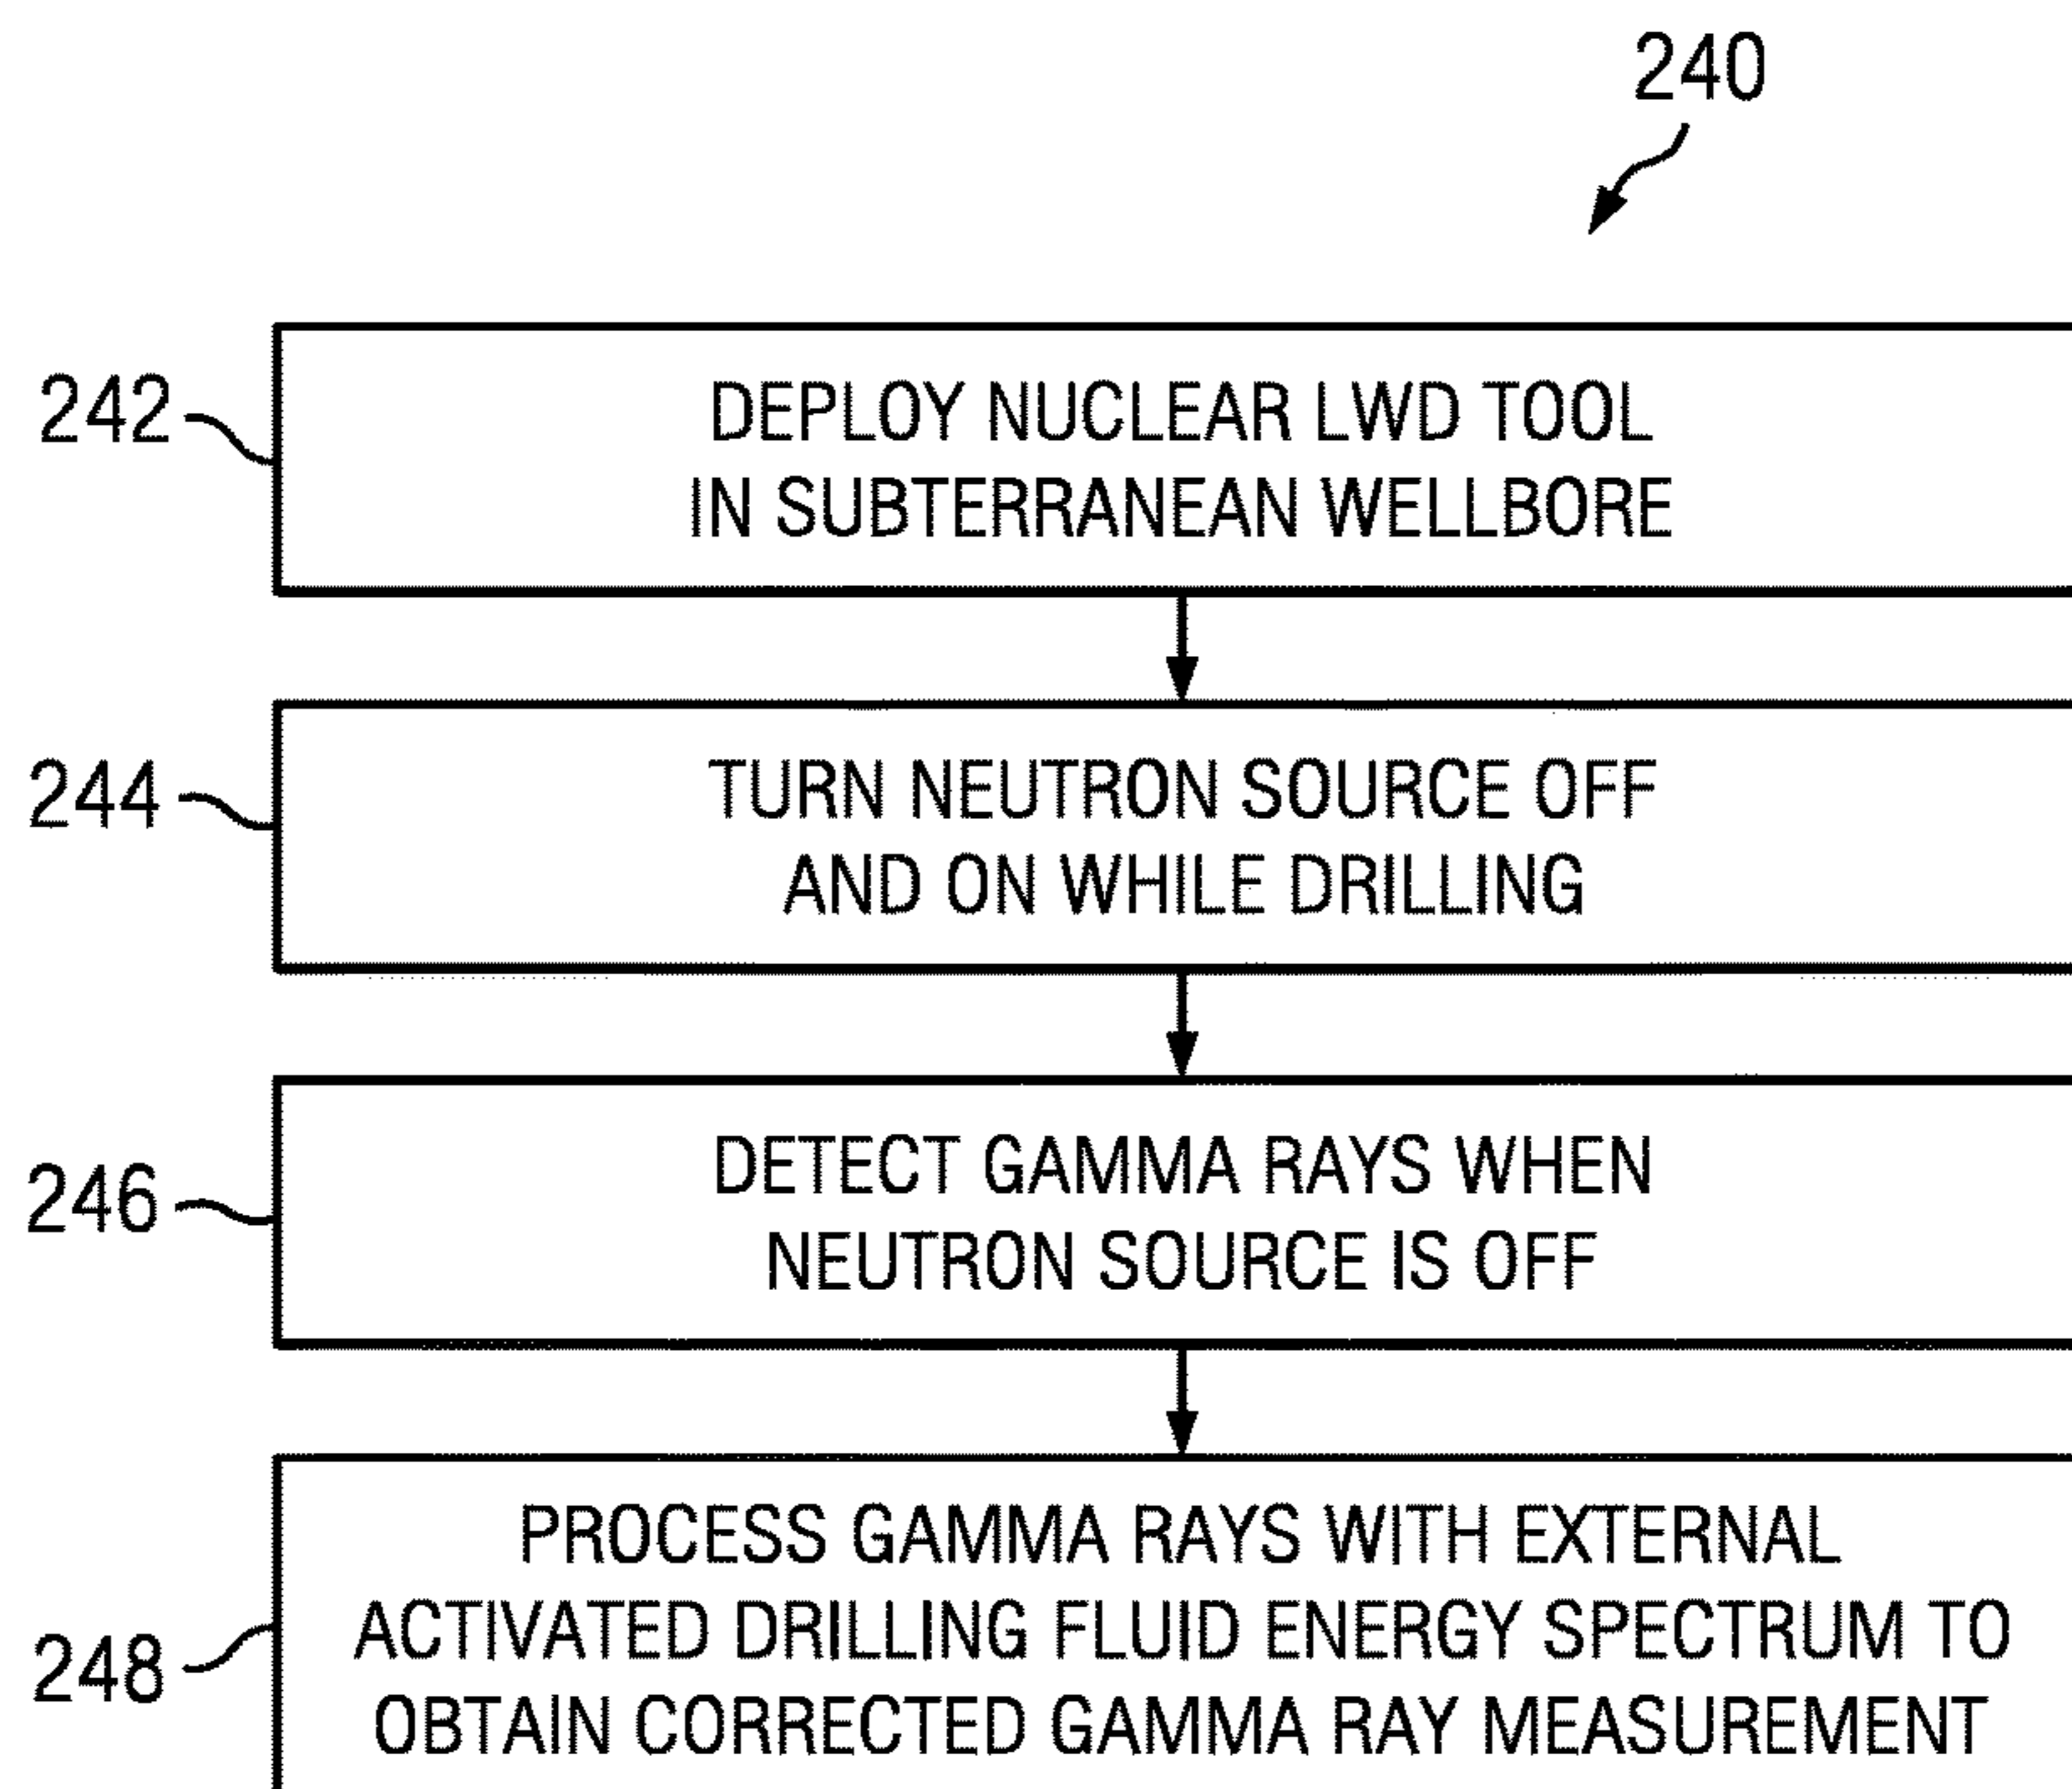 240
242
DEPLOY NUCLEAR LWD TOOL
IN SUBTERRANEAN WELLBORE
244
TURN NEUTRON SOURCE OFF
AND ON WHILE DRILLING
246
DETECT GAMMA RAYS WHEN
NEUTRON SOURCE IS OFF
248
PROCESS GAMMA RAYS WITH EXTERNAL
ACTIVATED DRILLING FLUID ENERGY SPECTRUM TO
OBTAIN CORRECTED GAMMA RAY MEASUREMENT